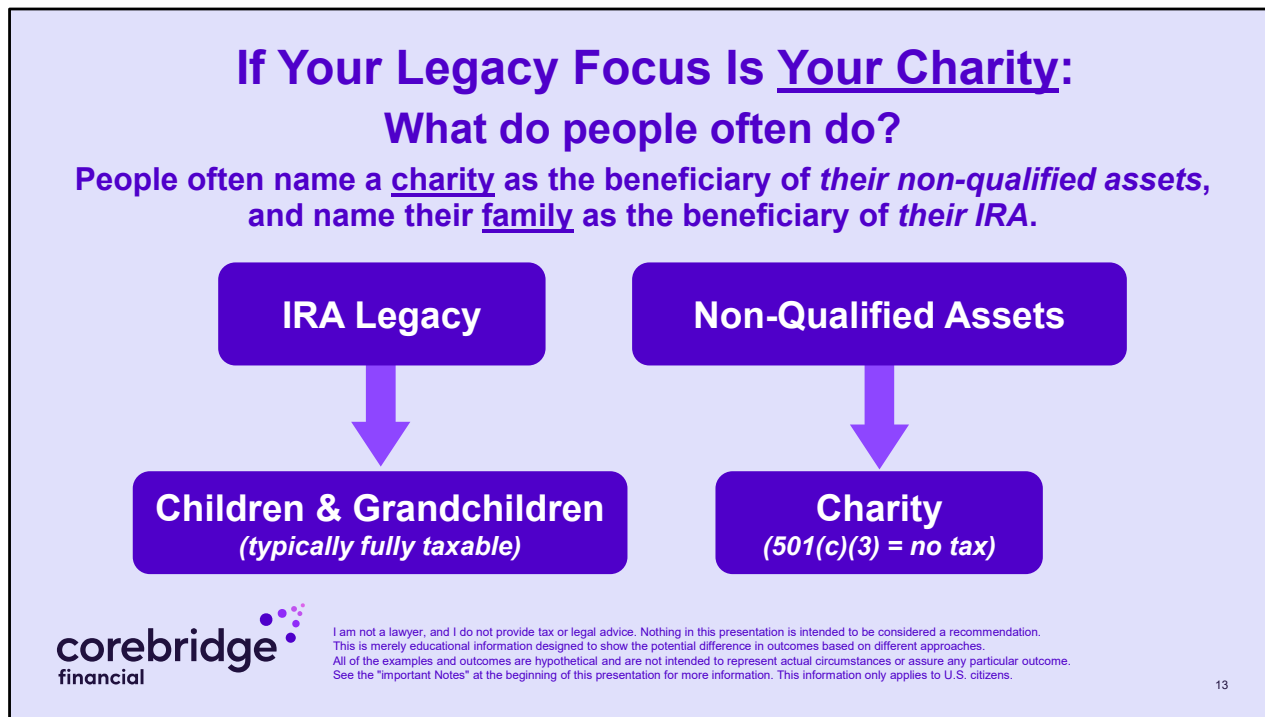 If Your Legacy Focus Is Your Charity:
What do people often do?
People often name a charity as the beneficiary of their non-qualified assets,
and name their family as the beneficiary of their IRA.
IRA Legacy
Non-Qualified Assets
Children & Grandchildren
(typically fully taxable)
Charity
(501(c)(3) = no tax)
corebridge
financial
I am not a lawyer, and I do not provide tax or legal advice. Nothing in this presentation is intended to be considered a recommendation.
This is merely educational information designed to show the potential difference in outcomes based on different approaches.
All of the examples and outcomes are hypothetical and are not intended to represent actual circumstances or assure any particular outcome.
See the "important Notes" at the beginning of this presentation for more information. This information only applies to U.S. citizens.
13